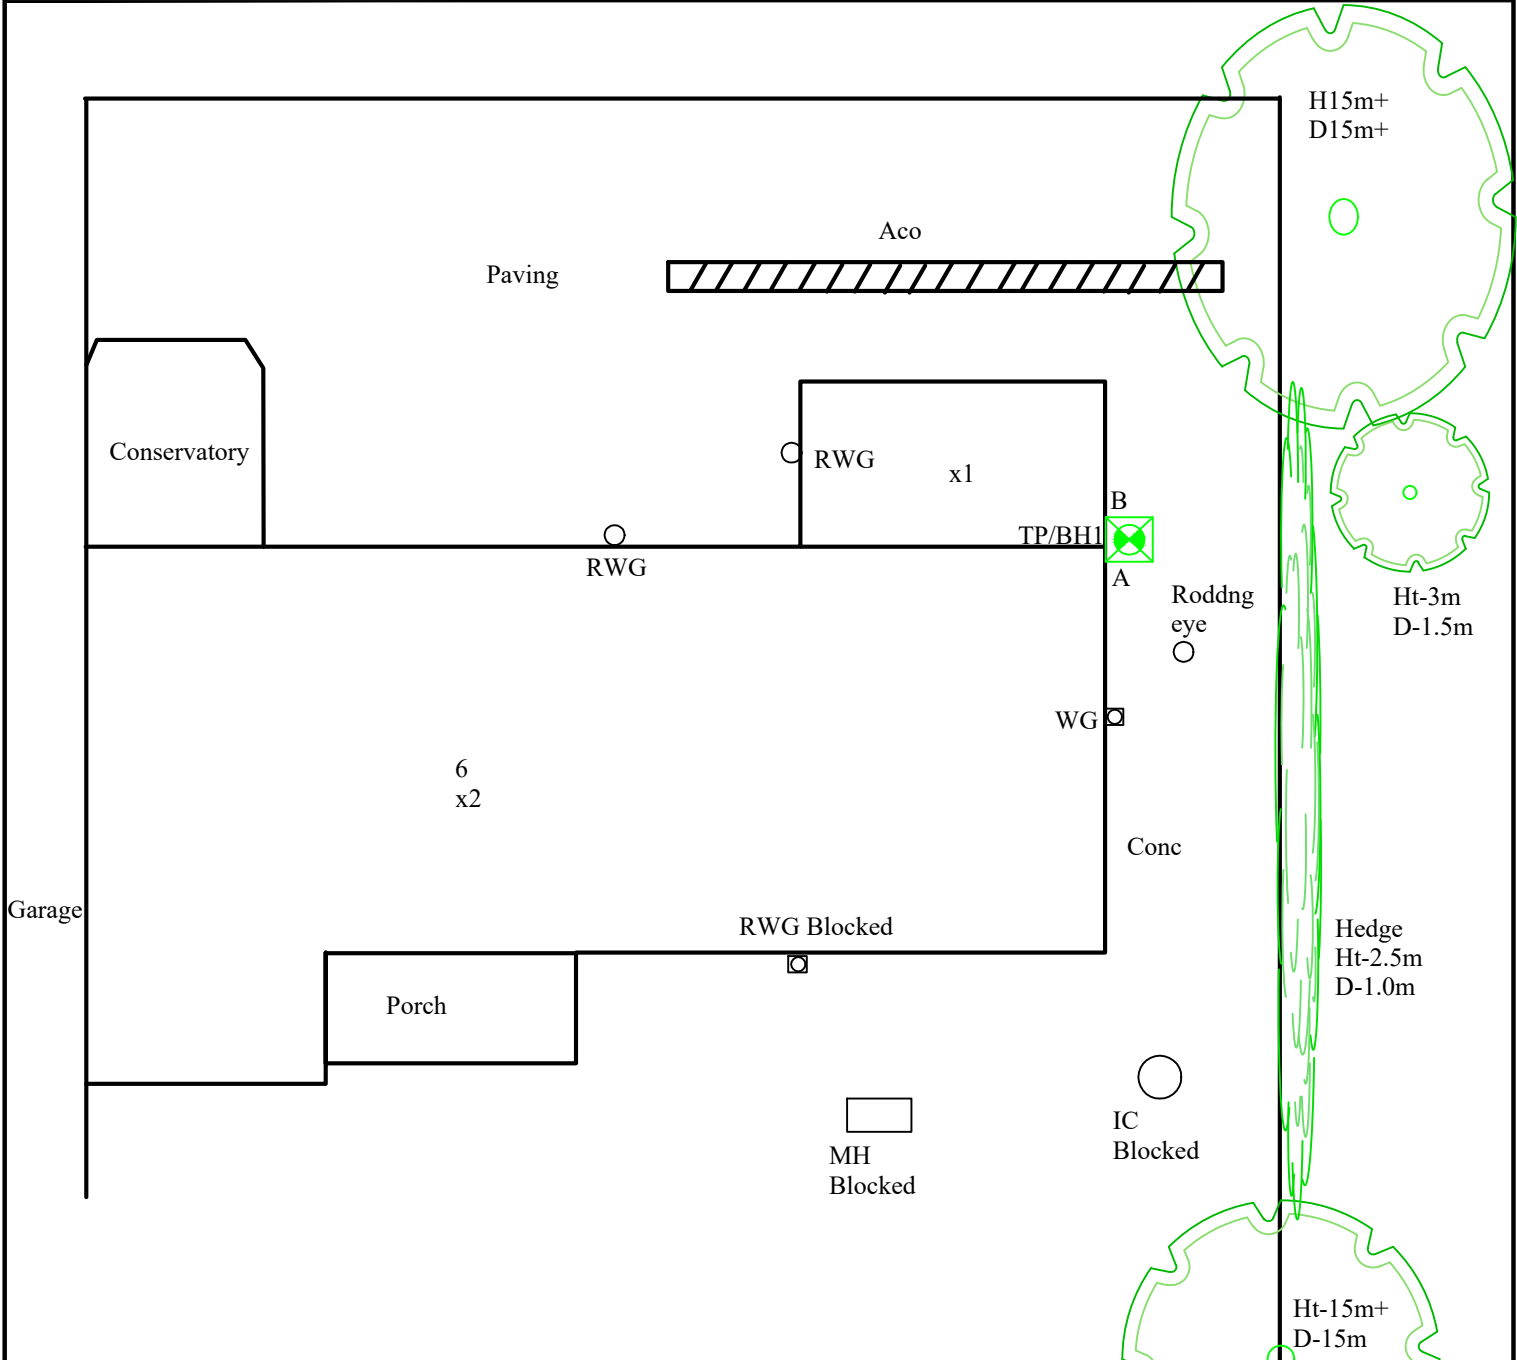 H15m+
D15m+
Aco
Paving
Conservatory
RWG
x1
B
TP/BH1
RWG
A
Roddng
eye
Ht-3m
D-1.5m
WG
6
x2
Conc
Garage
RWG Blocked
Hedge
Ht-2.5m
D-1.0m
Porch
IC
Blocked
MH
Blocked
Ht-15m+
D-15m